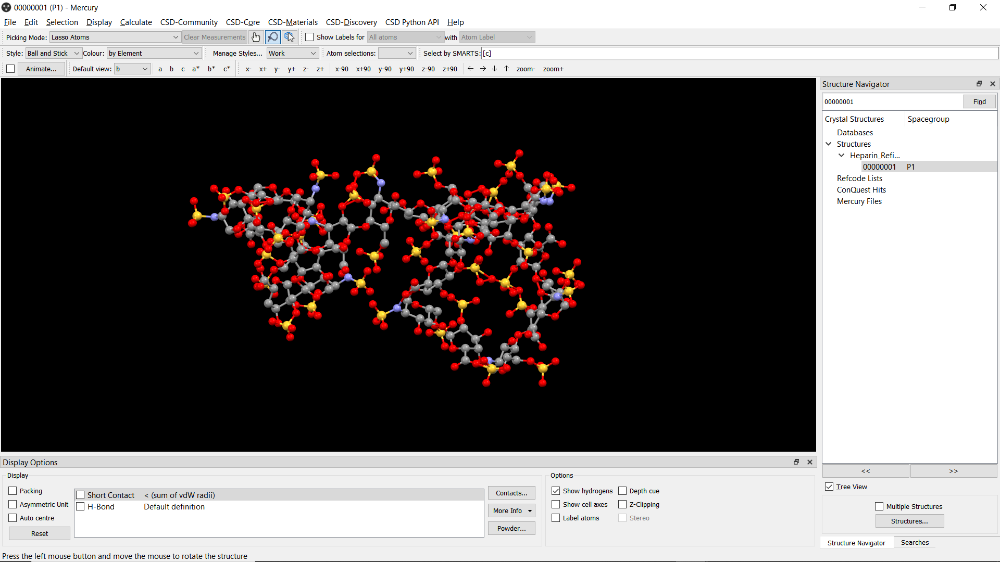 00000001 (P1) - Mercury
File Edit Selection Display Calculate CSD-Community CSD-Core CSD-Materials CSD-Discovery CSD Python API Help
Picking Mode: Lasso Atoms Clear Measurements Show Labels for All atoms with Atom Label
Style: Ball and Stick Colour: by Element Manage Styles... Work Atom selections: Select by SMARTS: [c]
Animate... Default view: b a b c a* b* c* x- x+ y- y+ z- z+ x-90 x+90 y-90 y+90 z-90 z+90 ← → ↓ ↑ zoom- zoom+
Structure Navigator
00000001 Find
Crystal Structures Spacegroup
Databases
Structures
Heparin_Refi...
00000001 P1
Refcode Lists
ConQuest Hits
Mercury Files
<< >>
Tree View
Multiple Structures
Structures...
Structure Navigator Searches
Display Options
Display
Packing
Asymmetric Unit
Auto centre
Reset
Short Contact < (sum of vdW radii)
H-Bond Default definition
Contacts...
More Info
Powder...
Options
Show hydrogens Depth cue
Show cell axes Z-Clipping
Label atoms Stereo
Press the left mouse button and move the mouse to rotate the structure